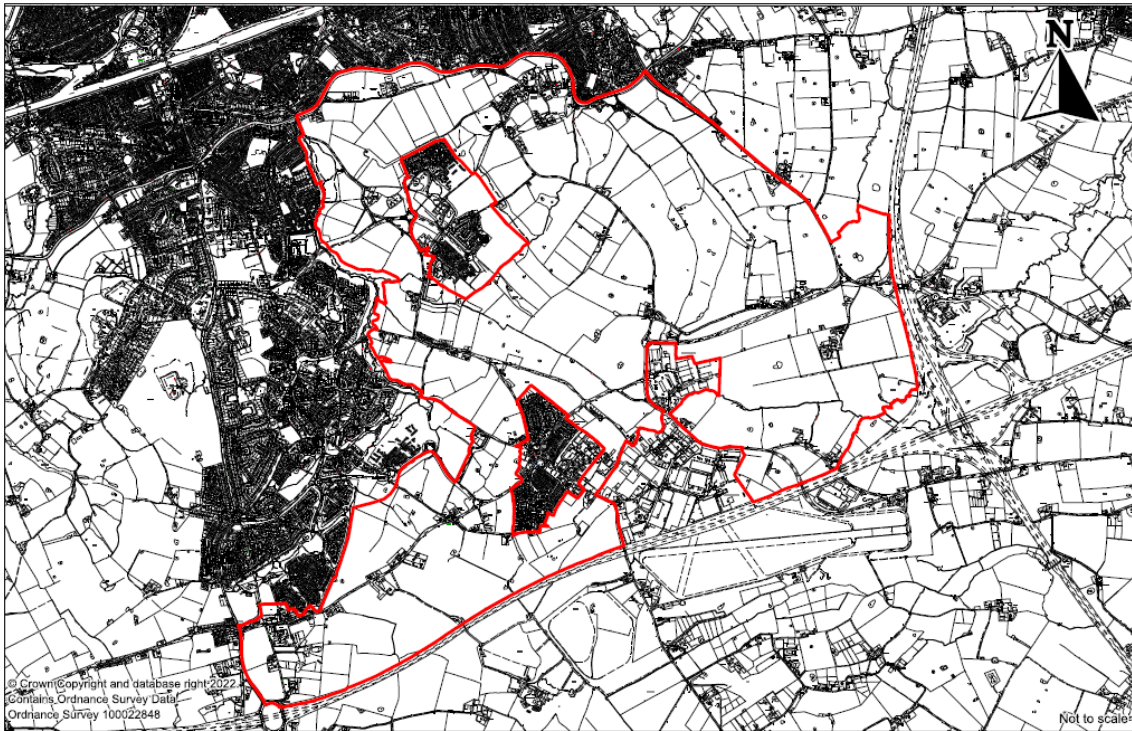 N
© Crown Copyright and database right 2022.
Contains Ordnance Survey Data
Ordnance Survey 100022848
Not to scale